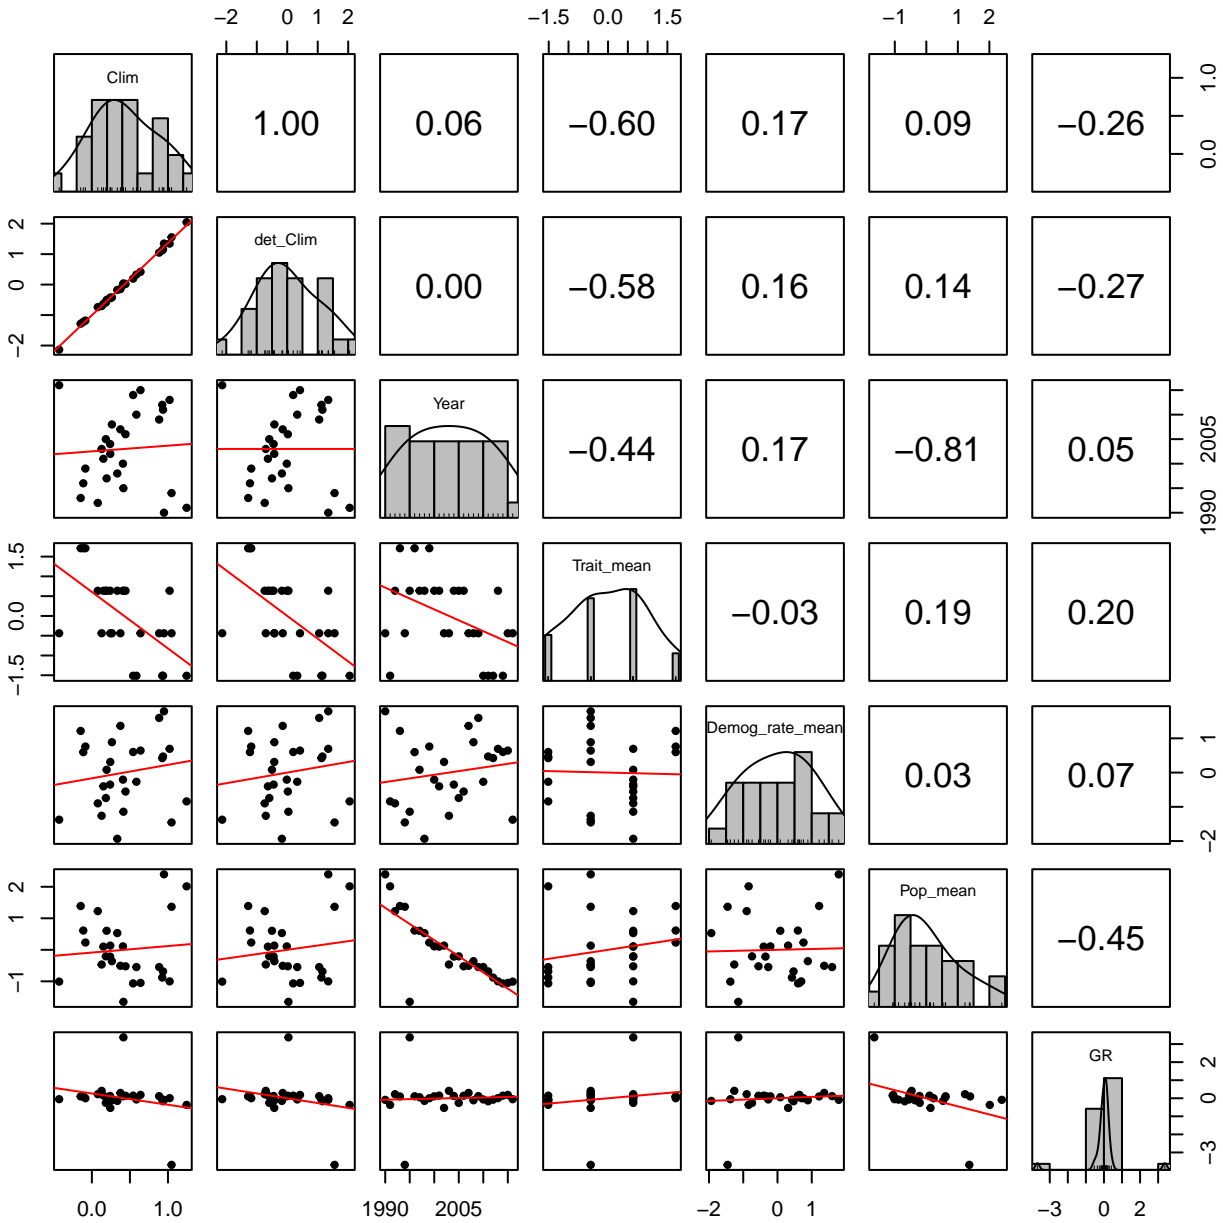 −2 0 1 2 −1.5 0.0 1.5 −1 1 2
Clim 1.00 0.06 −0.60 0.17 0.09 −0.26 0.0 1.0
−2 0 1 2 det_Clim 0.00 −0.58 0.16 0.14 −0.27
Year −0.44 0.17 −0.81 0.05 1990 2005
−1.5 0.0 1.5 Trait_mean −0.03 0.19 0.20
Demog_rate_mean 0.03 0.07 −2 0 1
−1 1 2 Pop_mean −0.45
GR −3 0 2
0.0 1.0 1990 2005 −2 0 1 −3 0 2